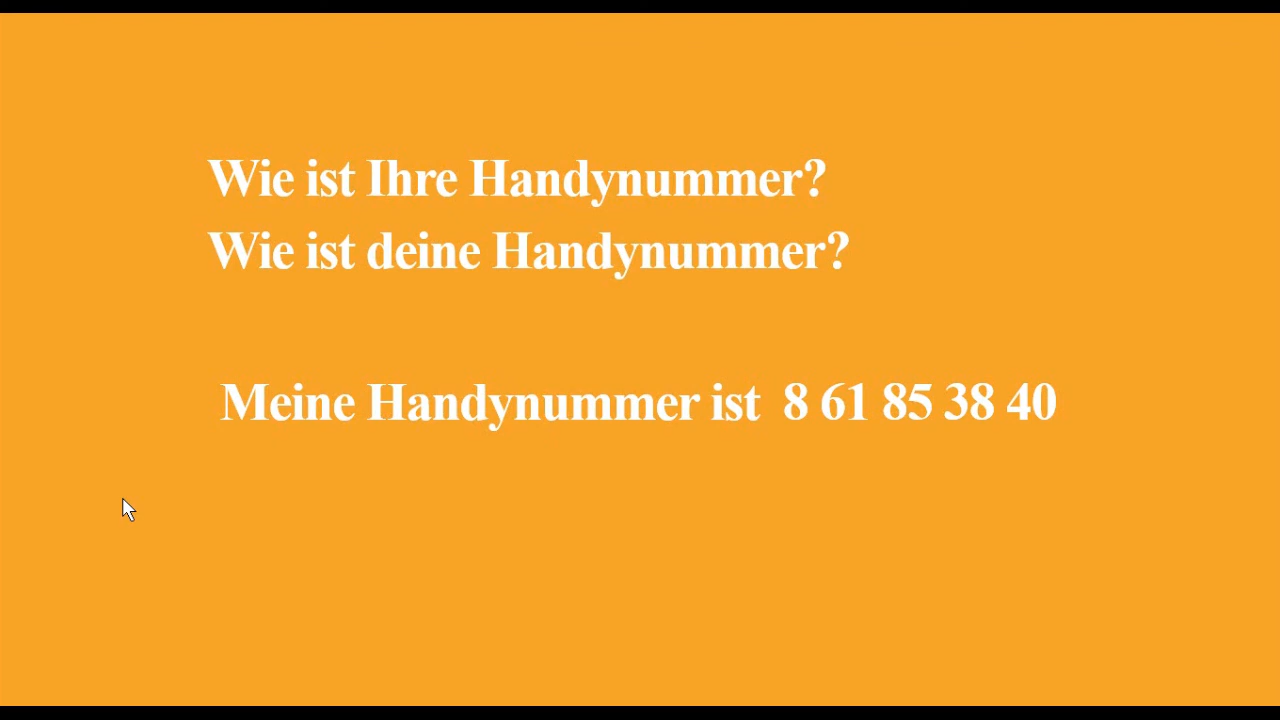 Wie ist Ihre Handynummer?
Wie ist deine Handynummer?
Meine Handynummer ist 8 61 85 38 40